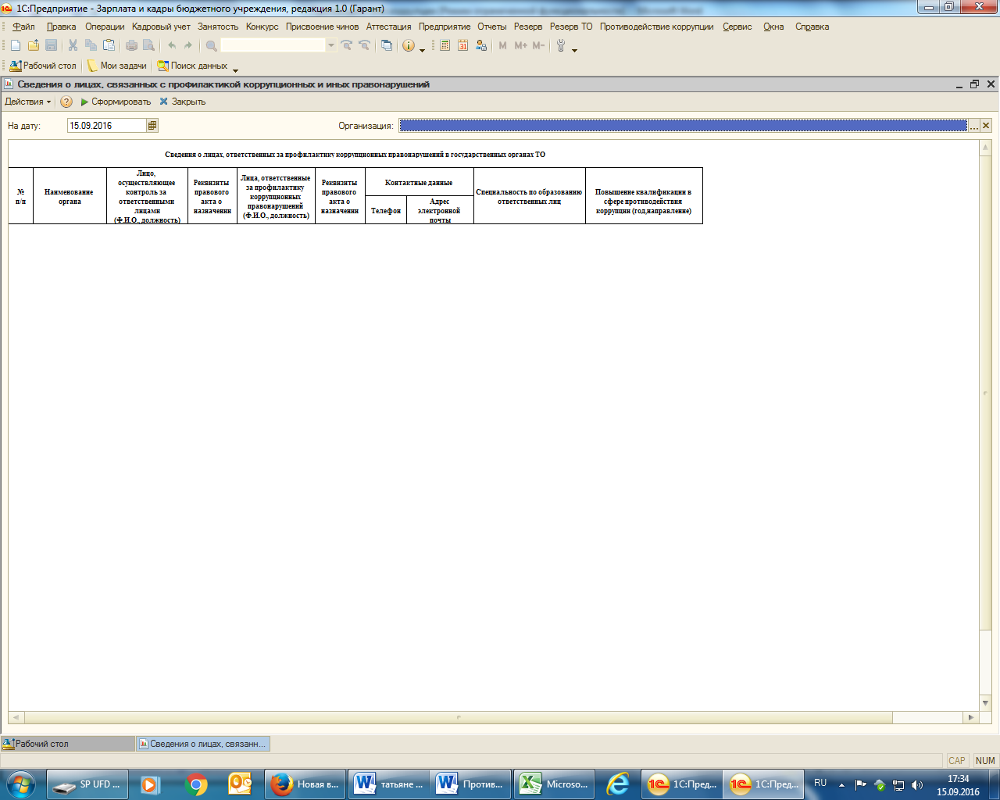 1С:Предприятие - Зарплата и кадры бюджетного учреждения, редакция 1.0 (Гарант)
Файл Правка Операции Кадровый учет Занятость Конкурс Присвоение чинов Аттестация Предприятие Отчеты Резерв Резерв ТО Противодействие коррупции Сервис Окна Справка
M M+ M-
Рабочий стол Мои задачи Поиск данных
Сведения о лицах, связанных с профилактикой коррупционных и иных правонарушений
Действия Сформировать Закрыть
На дату: 15.09.2016 Организация: ...
Сведения о лицах, ответственных за профилактику коррупционных правонарушений в государственных органах ТО
№
п/п
Наименование
органа
Лицо,
осуществляющее
контроль за
ответственными
лицами
(Ф.И.О., должность)
Реквизиты
правового
акта о
назначении
Лица, ответственные
за профилактику
коррупционных
правонарушений
(Ф.И.О., должность)
Реквизиты
правового
акта о
назначении
Контактные данные
Телефон
Адрес
электронной
почты
Специальность по образованию
ответственных лиц
Повышение квалификации в
сфере противодействия
коррупции (год,направление)
Рабочий стол Сведения о лицах, связанн...
CAP NUM
SP UFD ... Новая в... татьяне ... Против... Microso... 1С:Пред... 1С:Пред... RU 17:34
15.09.2016